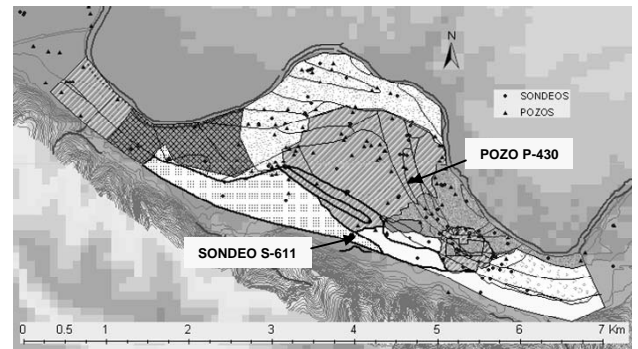 N
SONDEOS
POZOS
POZO P-430
SONDEO S-611
0 0.5 1 2 3 4 5 6 7 Km